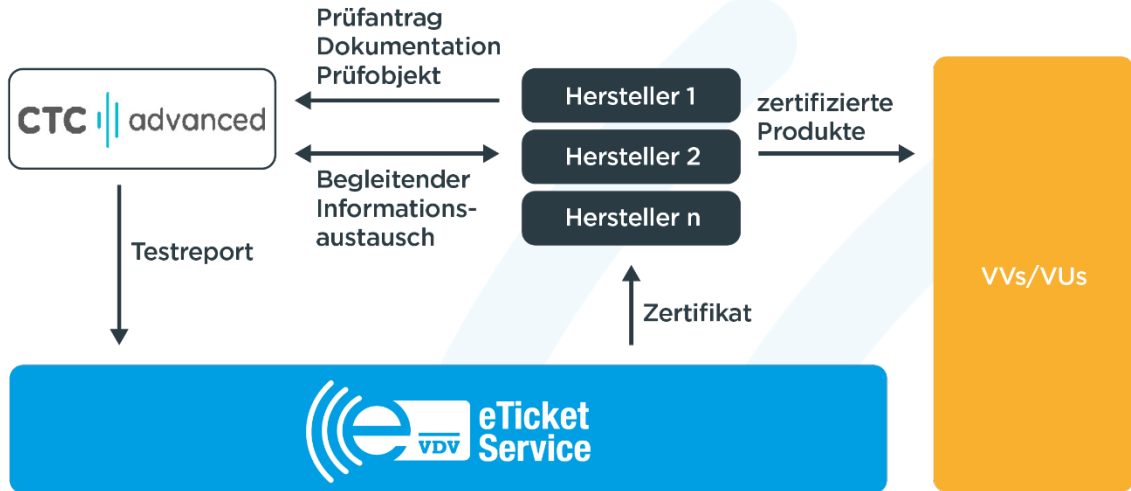 Prüfantrag
Dokumentation
Prüfobjekt
CTC advanced
Hersteller 1
Hersteller 2
Hersteller n
zertifizierte
Produkte
Begleitender
Informations-
austausch
Testreport
VVs/VUs
Zertifikat
e VDV
eTicket
Service